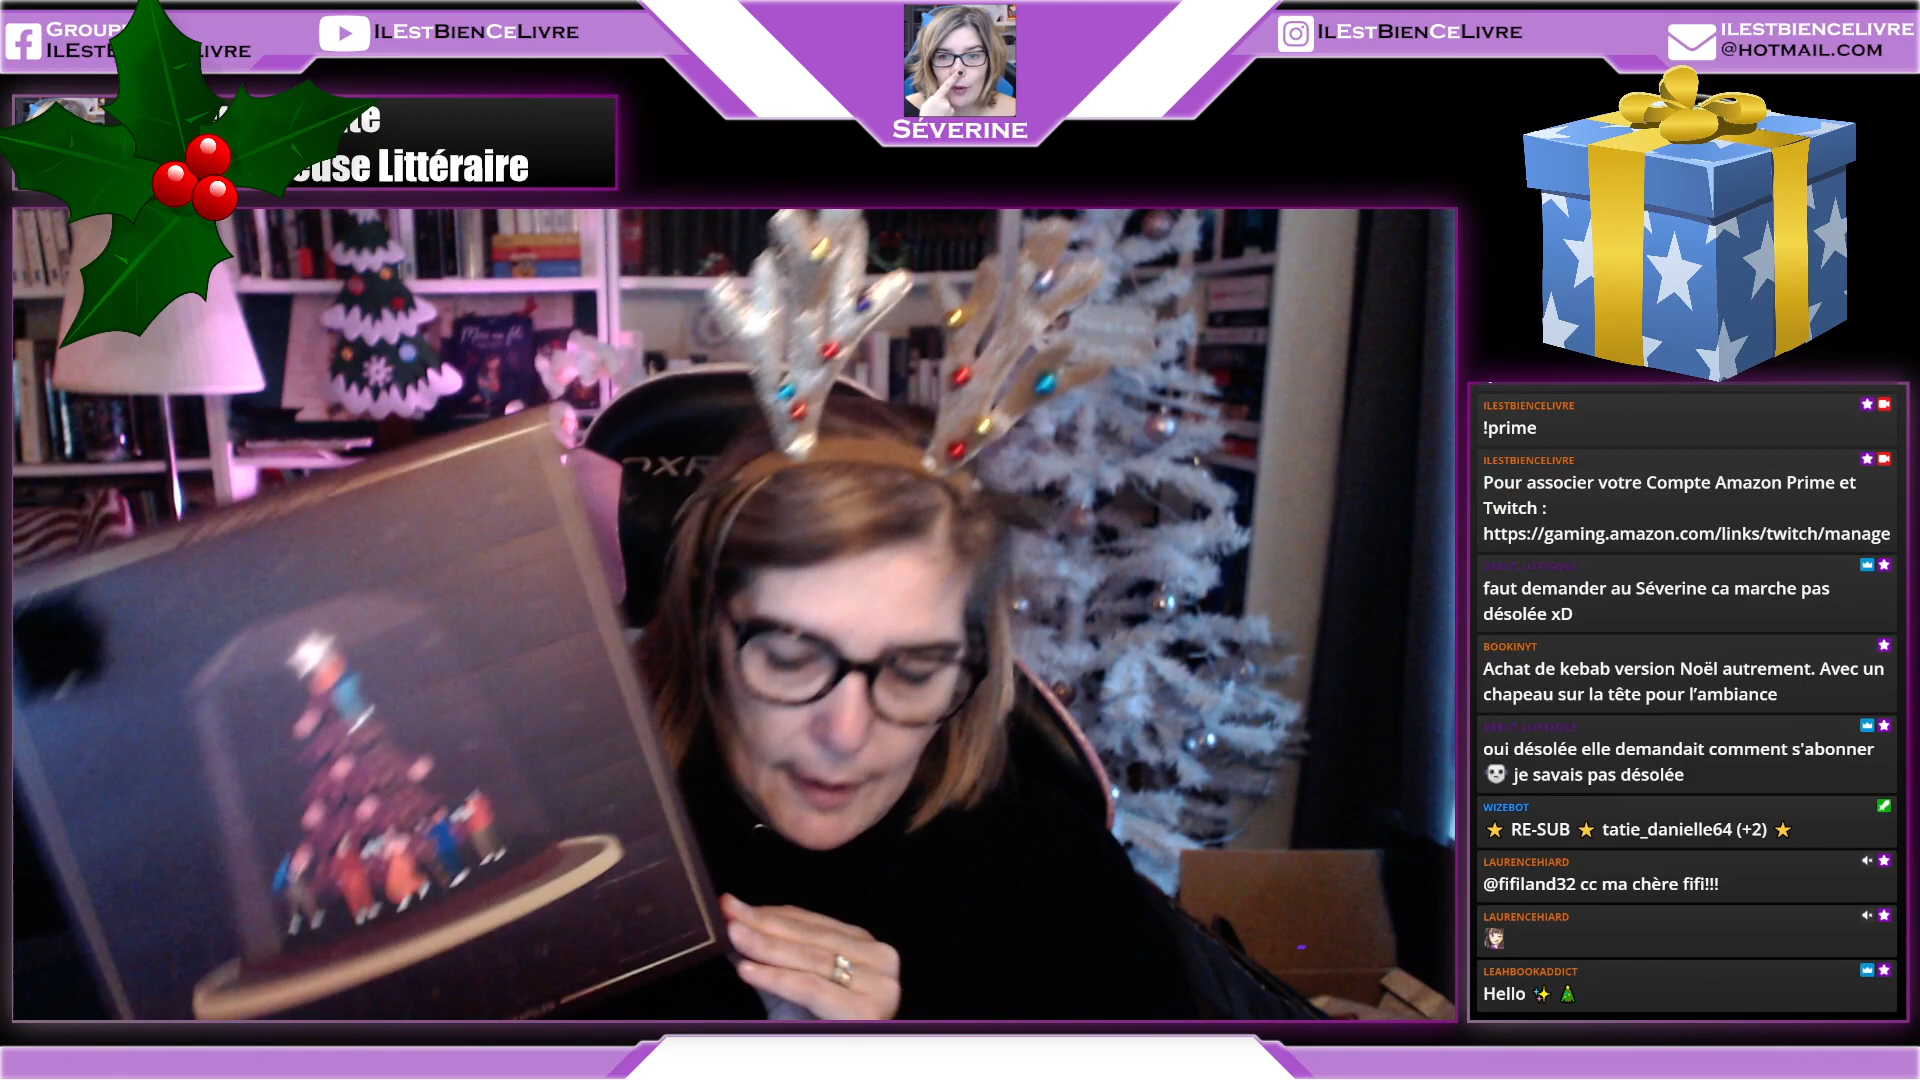 GROUP
ILESTBIENCELIVRE
ILESTBIENCELIVRE
ILESTBIENCELIVRE
@HOTMAIL.COM
SÉVERINE
Littéraire
ILESTBIENCELIVRE
!prime
ILESTBIENCELIVRE
Pour associer votre Compte Amazon Prime et
Twitch :
https://gaming.amazon.com/links/twitch/manage
faut demander au Séverine ca marche pas
désolée xD
BOOKINYT
Achat de kebab version Noël autrement. Avec un
chapeau sur la tête pour l'ambiance
oui désolée elle demandait comment s'abonner
je savais pas désolée
WIZEBOT
RE-SUB tatie_danielle64 (+2)
LAURENCEHIARD
@fifiland32 cc ma chère fifi!!!
LAURENCEHIARD
LEAHBOOKADDICT
Hello